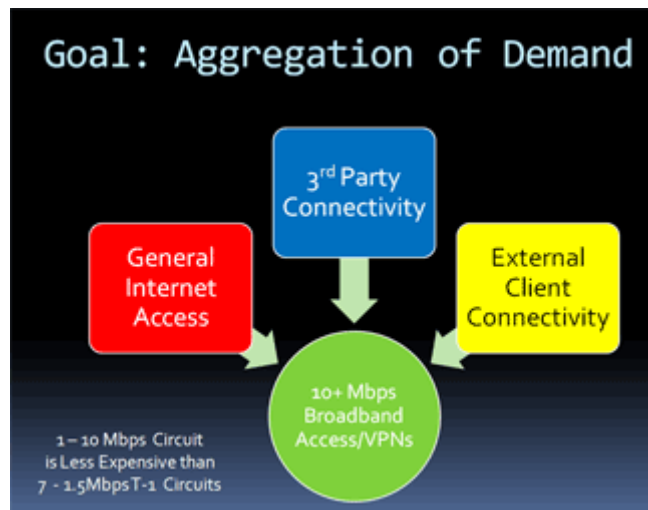 Goal: Aggregation of Demand
3rd Party
Connectivity
General
Internet
Access
External
Client
Connectivity
10+ Mbps
Broadband
Access/VPNs
1 – 10 Mbps Circuit
is Less Expensive than
7 - 1.5MbpsT-1 Circuits